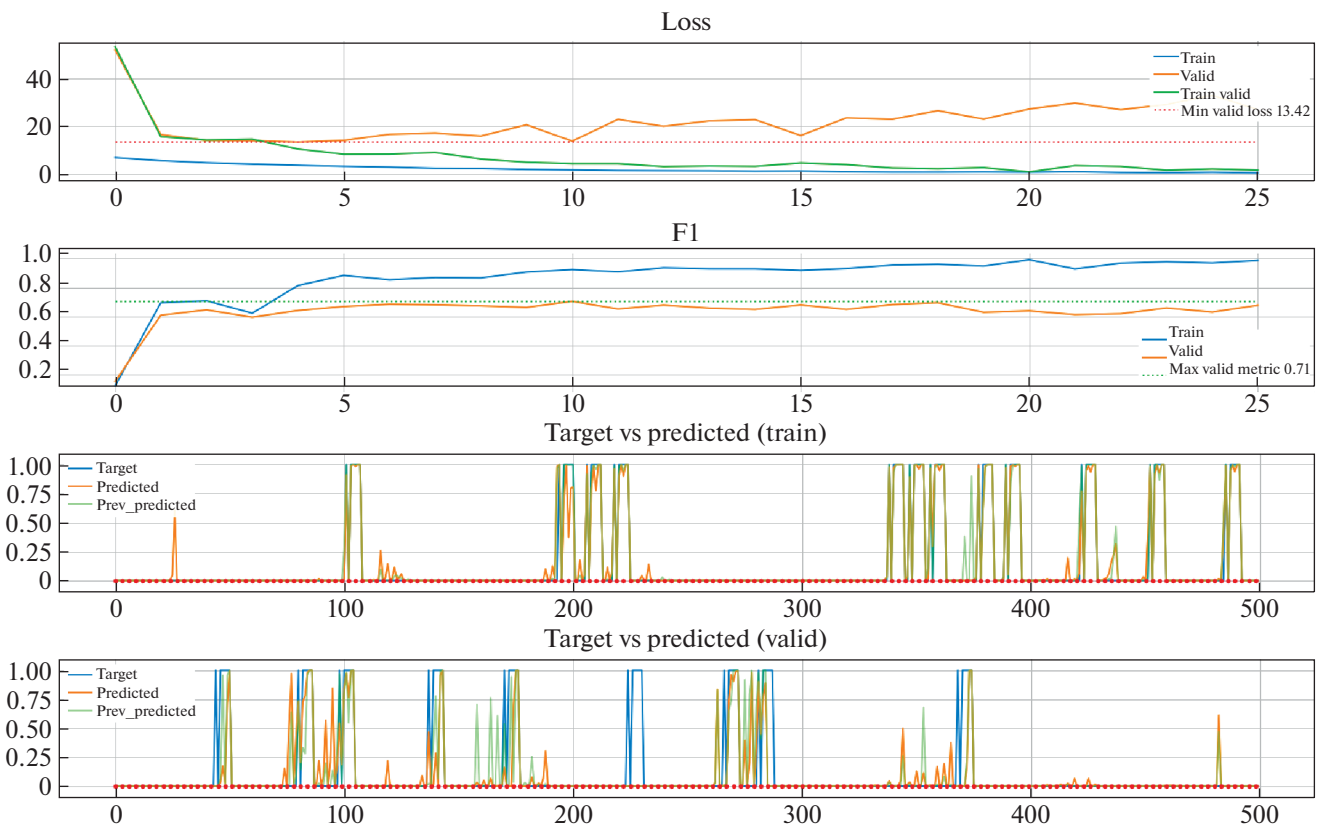 Loss
40
20
0
Train
Valid
Train valid
Min valid loss 13.42
0 5 10 15 20 25
F1
1.0
0.8
0.6
0.4
0.2
Train
Valid
Max valid metric 0.71
0 5 10 15 20 25
Target vs predicted (train)
1.00
0.75
0.50
0.25
0
Target
Predicted
Prev_predicted
0 100 200 300 400 500
Target vs predicted (valid)
1.00
0.75
0.50
0.25
0
Target
Predicted
Prev_predicted
0 100 200 300 400 500